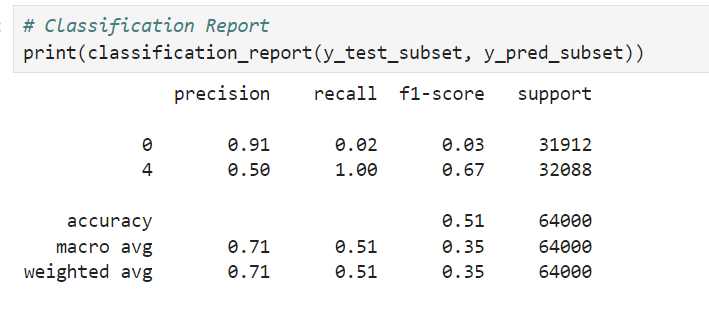 # Classification Report
print(classification_report(y_test_subset, y_pred_subset))
precision recall f1-score support
0 0.91 0.02 0.03 31912
4 0.50 1.00 0.67 32088
accuracy 0.51 64000
macro avg 0.71 0.51 0.35 64000
weighted avg 0.71 0.51 0.35 64000